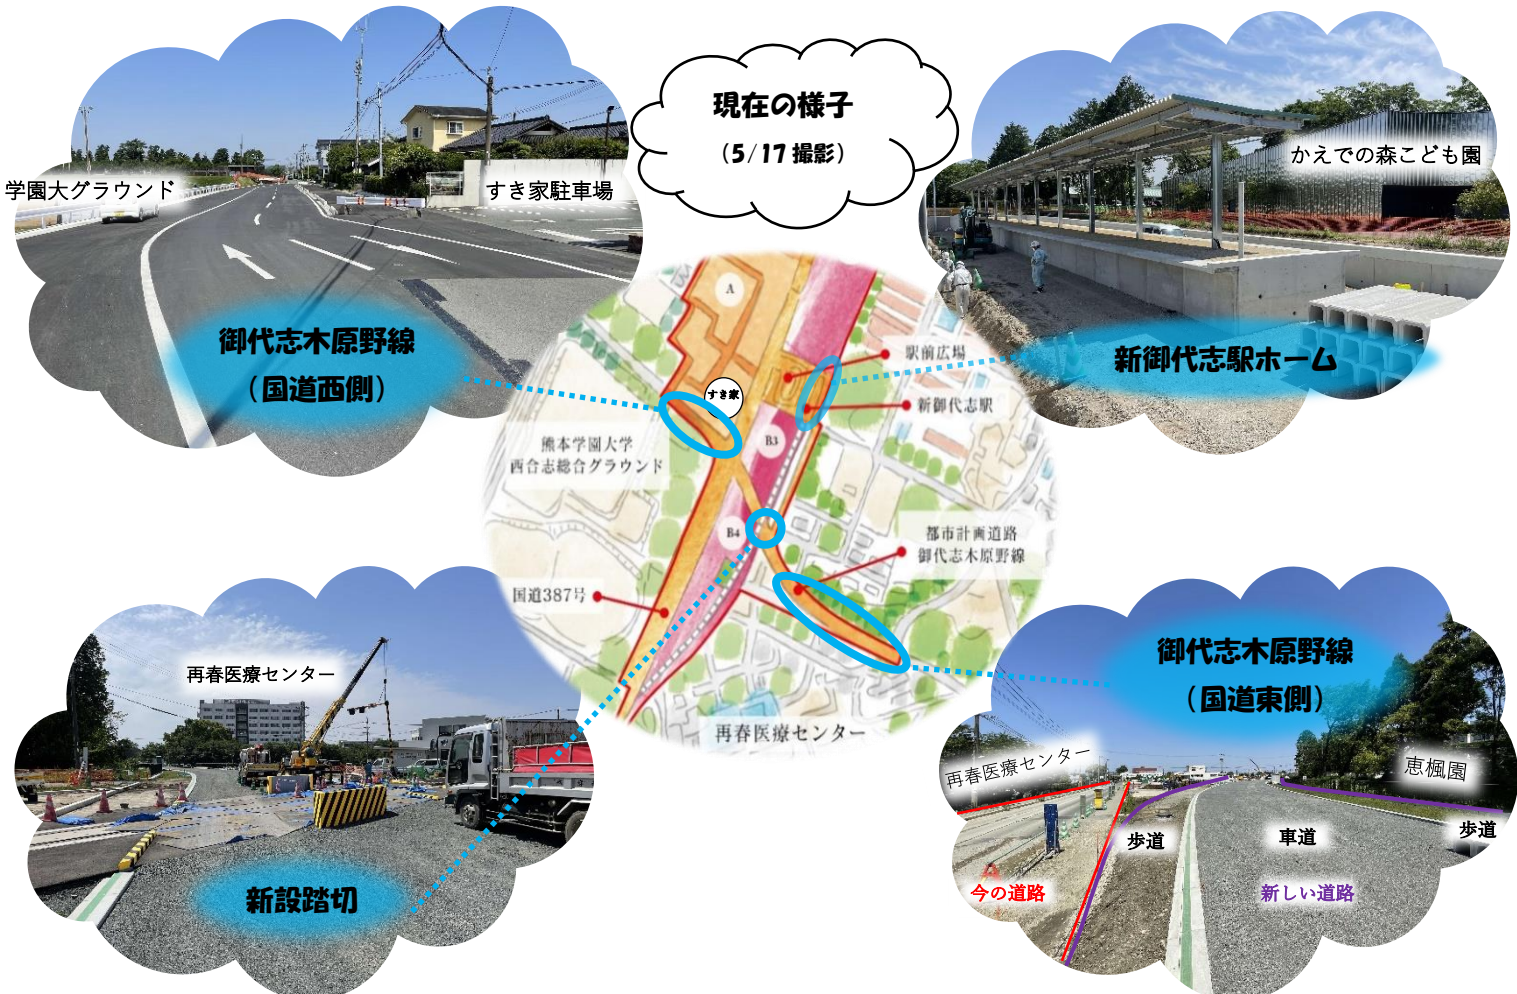 現在の様子
（5/17 撮影）
学園大グラウンド
すき家駐車場
御代志木原野線
（国道西側）
かえでの森こども園
新御代志駅ホーム
A
駅前広場
すき家
新御代志駅
B3
熊本学園大学
西合志総合グラウンド
B4
都市計画道路
御代志木原野線
国道387号
再春医療センター
再春医療センター
新設踏切
御代志木原野線
（国道東側）
再春医療センター
恵楓園
歩道
車道
歩道
今の道路
新しい道路